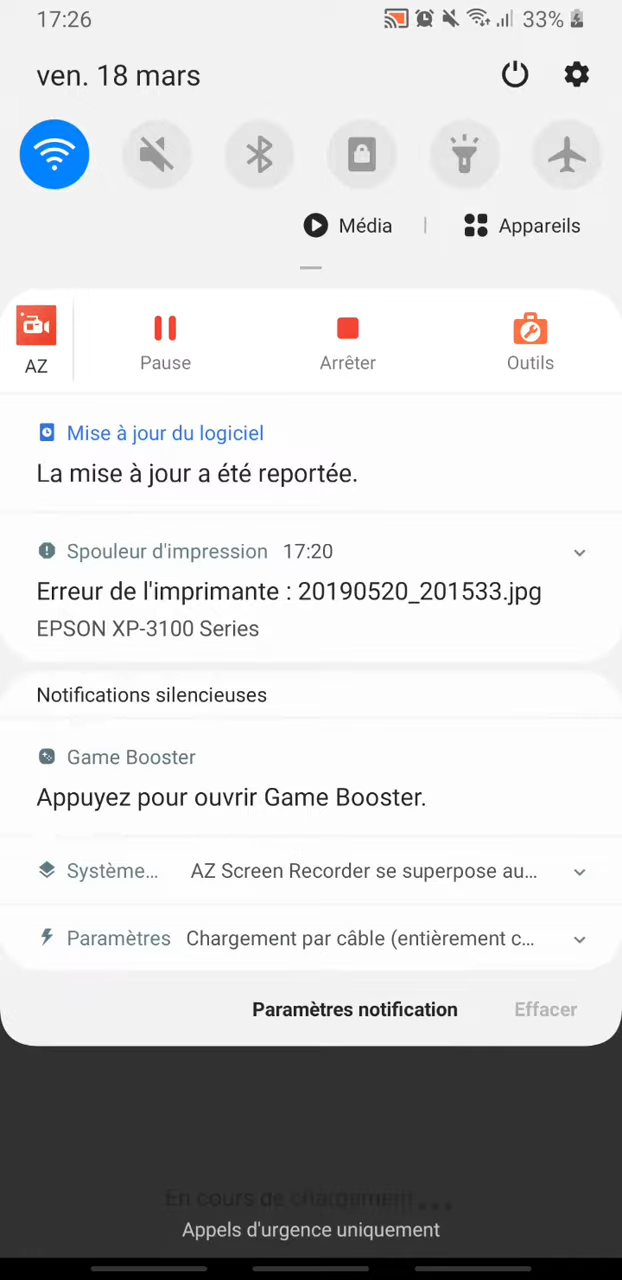 17:26
33%
ven. 18 mars
Média
Appareils
AZ
Pause
Arrêter
Outils
Mise à jour du logiciel
La mise à jour a été reportée.
Spouleur d'impression 17:20
Erreur de l'imprimante : 20190520_201533.jpg
EPSON XP-3100 Series
Notifications silencieuses
Game Booster
Appuyez pour ouvrir Game Booster.
Système... AZ Screen Recorder se superpose au...
Paramètres Chargement par câble (entièrement c...
Paramètres notification
Effacer
En cours de chargement...
Appels d'urgence uniquement